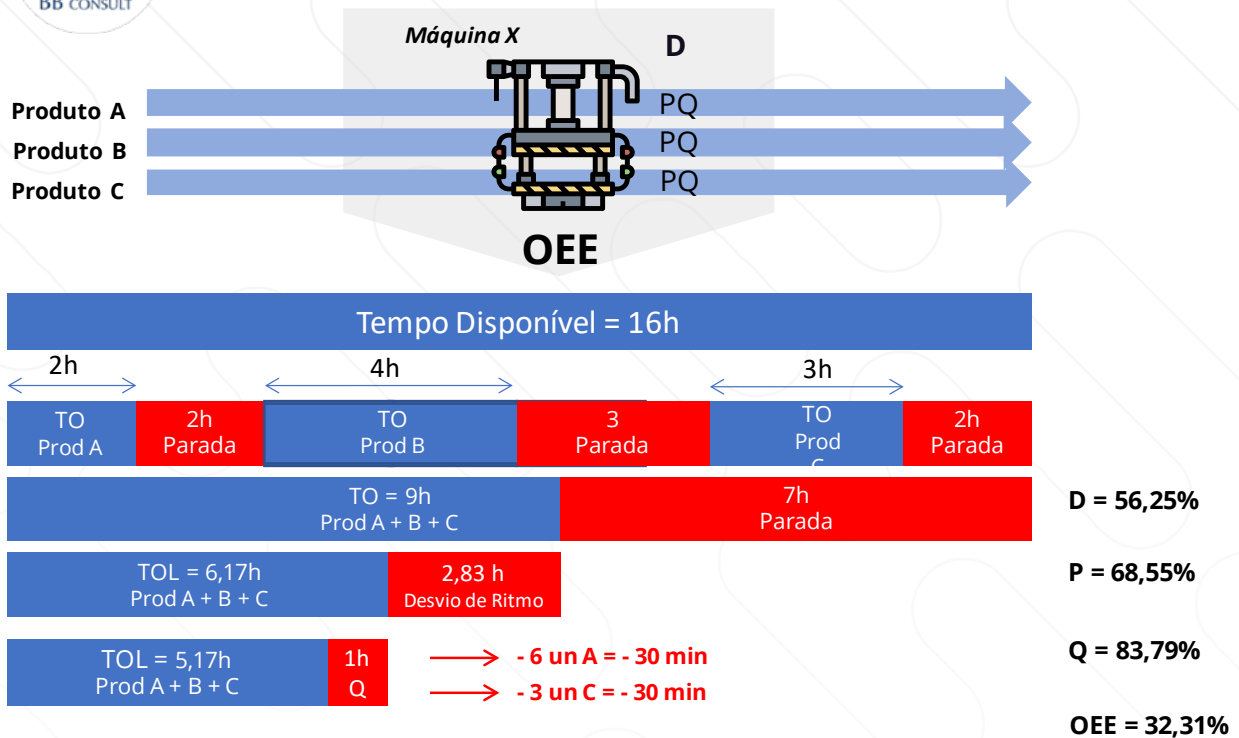 BB CONSULT
Máquina X
D
Produto A
PQ
Produto B
PQ
Produto C
PQ
OEE
Tempo Disponível = 16h
2h
4h
3h
TO
Prod A
2h
Parada
TO
Prod B
3
Parada
TO
Prod
2h
Parada
TO = 9h
Prod A + B + C
7h
Parada
D = 56,25%
TOL = 6,17h
Prod A + B + C
2,83 h
Desvio de Ritmo
P = 68,55%
TOL = 5,17h
Prod A + B + C
1h
Q
- 6 un A = - 30 min
- 3 un C = - 30 min
Q = 83,79%
OEE = 32,31%